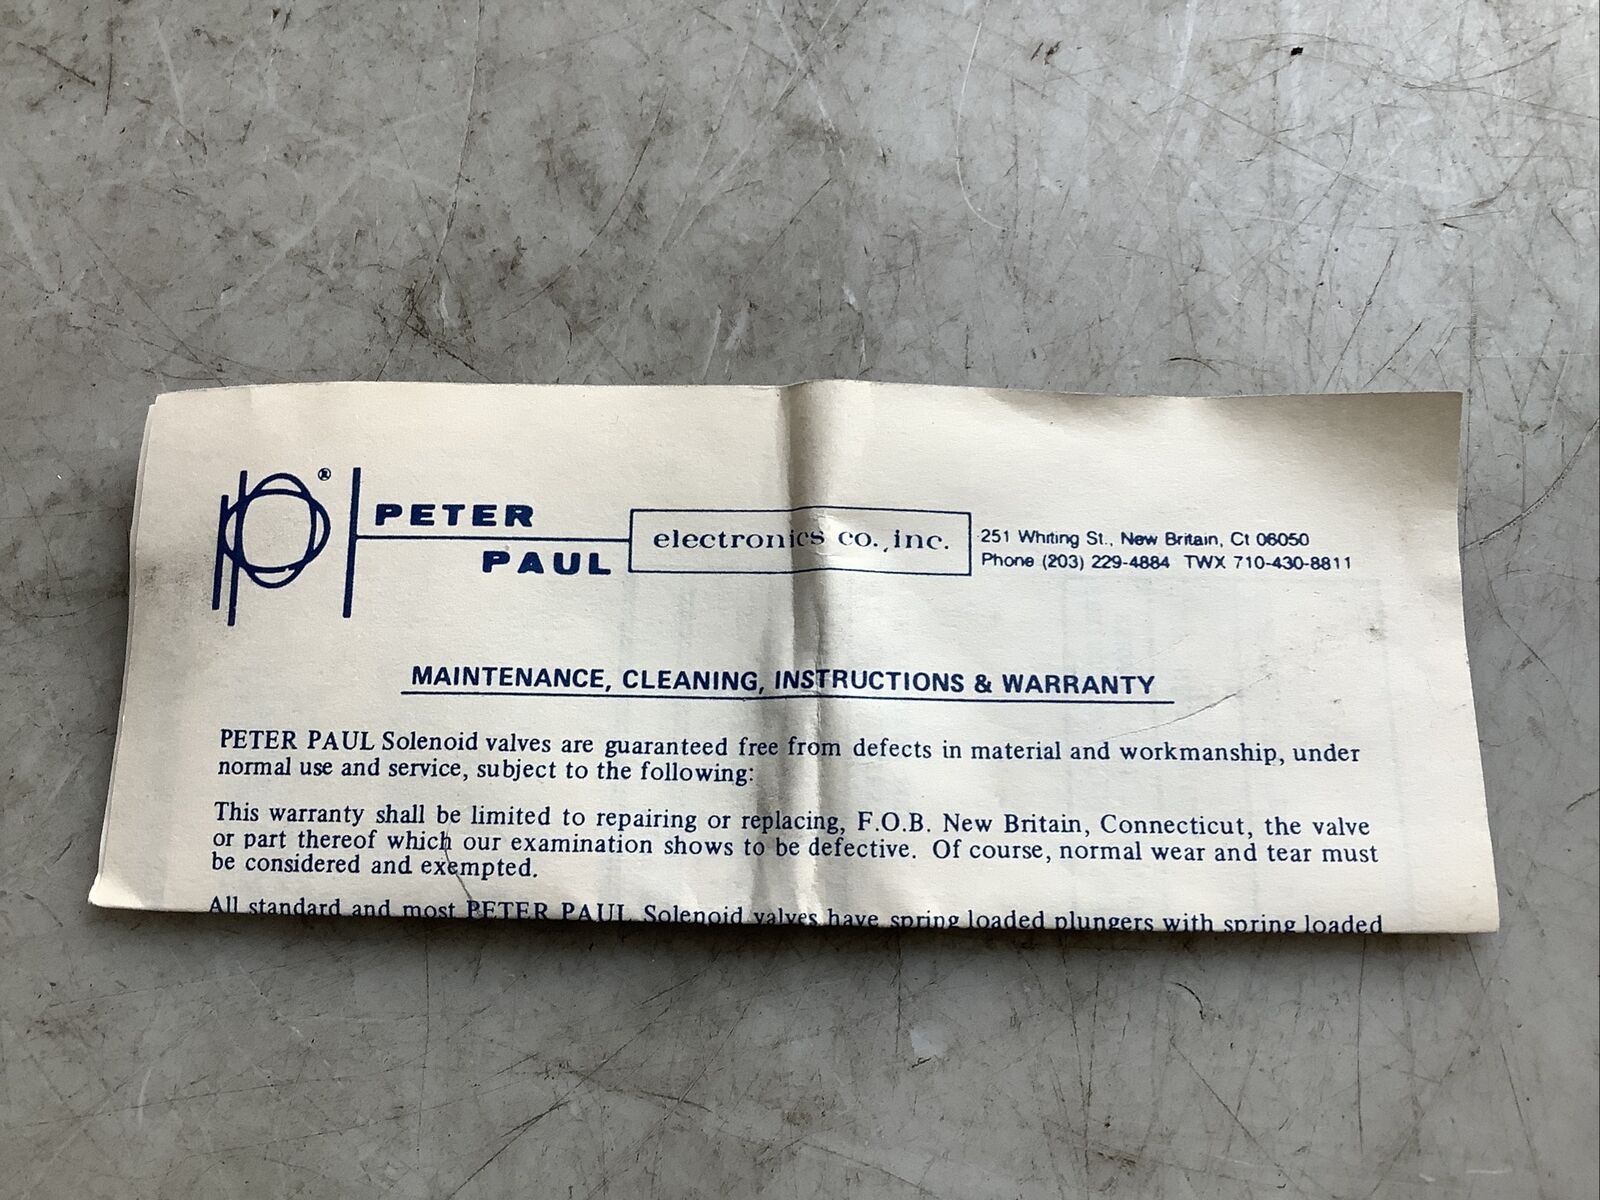 ®
PETER
PAUL
electronics co., inc.
251 Whiting St., New Britain, Ct 06050
Phone (203) 229-4884 TWX 710-430-8811
MAINTENANCE, CLEANING, INSTRUCTIONS & WARRANTY
PETER PAUL Solenoid valves are guaranteed free from defects in material and workmanship, under
normal use and service, subject to the following:
This warranty shall be limited to repairing or replacing, F.O.B. New Britain, Connecticut, the valve
or part thereof which our examination shows to be defective. Of course, normal wear and tear must
be considered and exempted.
All standard and most PETER PAUL Solenoid valves have spring loaded plungers with spring loaded